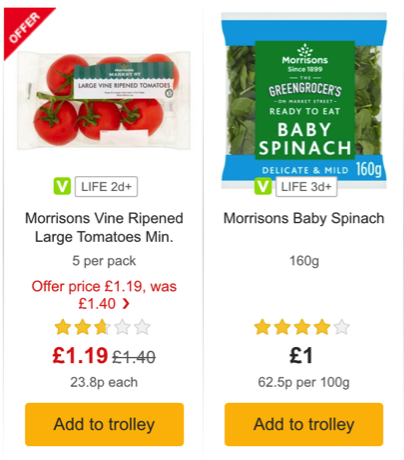 OFFER
MORRISONS
MARKET ST
LARGE VINE RIPENED TOMATOES
V LIFE 2d+
Morrisons Vine Ripened
Large Tomatoes Min.
5 per pack
Offer price £1.19, was
£1.40 ❯
£1.19 £1.40
23.8p each
Add to trolley
Morrisons
Since 1899
THE
GREENGROCER'S
ON MARKET STREET
READY TO EAT
BABY
SPINACH
DELICATE & MILD 160g
V LIFE 3d+
Morrisons Baby Spinach
160g
£1
62.5p per 100g
Add to trolley